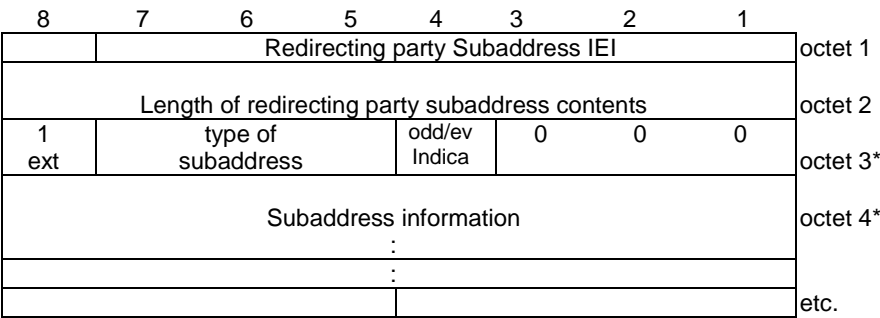 8 7 6 5 4 3 2 1
Redirecting party Subaddress IEI octet 1
Length of redirecting party subaddress contents octet 2
1 type of odd/ev 0 0 0
ext subaddress Indica octet 3*
Subaddress information octet 4*
:
:
etc.